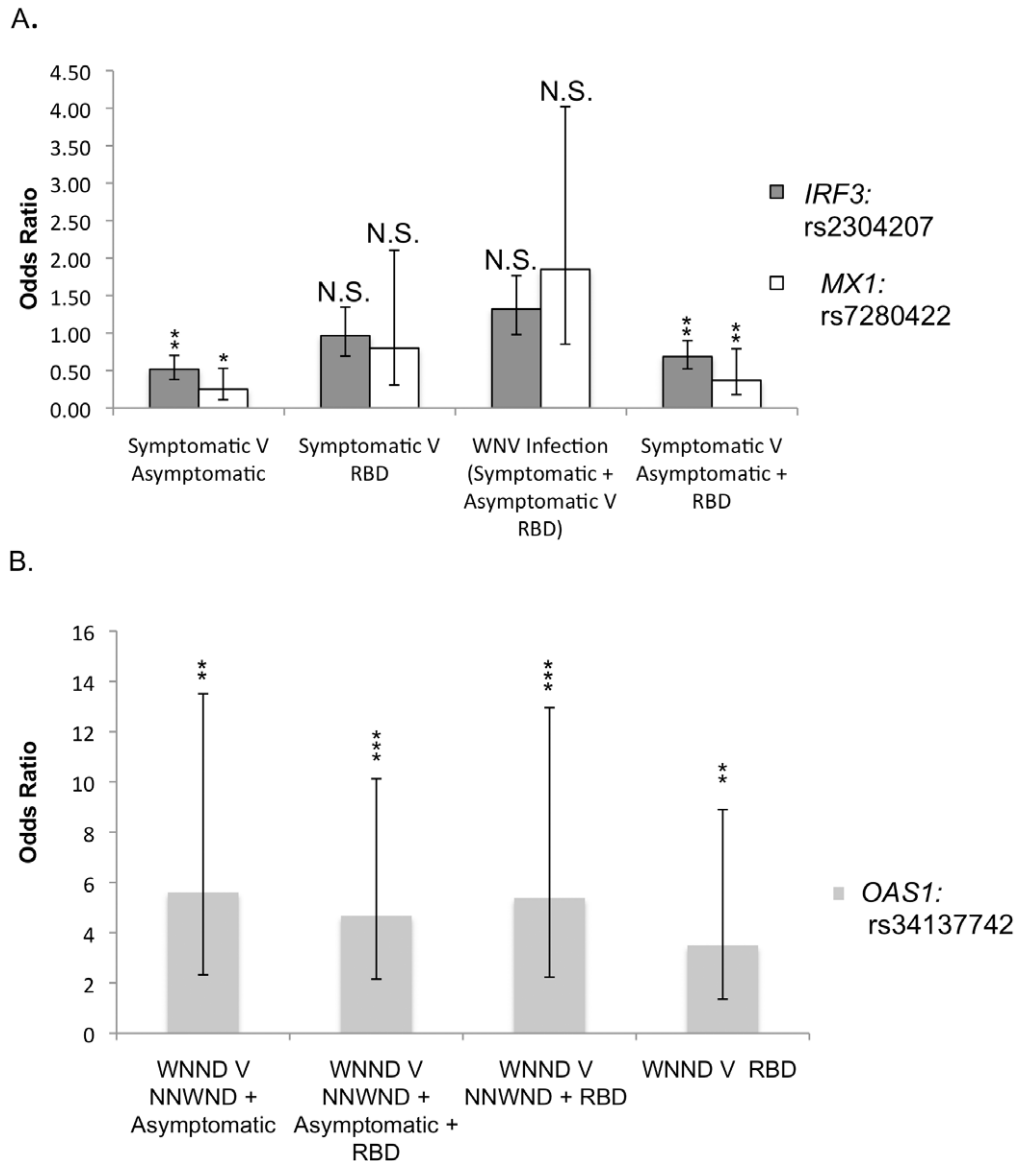 A.
4.50
4.00
3.50
3.00
2.50
2.00
1.50
1.00
0.50
0.00
Odds Ratio
**
*
N.S.
N.S.
N.S.
N.S.
**
**
Symptomatic V
Asymptomatic
Symptomatic V
RBD
WNV Infection
(Symptomatic +
Asymptomatic V
RBD)
Symptomatic V
Asymptomatic +
RBD
IRF3:
rs2304207
MX1:
rs7280422
B.
16
14
12
10
8
6
4
2
0
Odds Ratio
**
***
***
**
WNND V
NNWND +
Asymptomatic
WNND V
NNWND +
Asymptomatic +
RBD
WNND V
NNWND + RBD
WNND V RBD
OAS1:
rs34137742